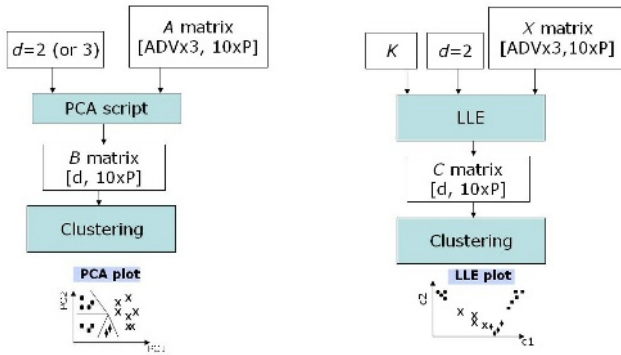 d=2 (or 3)
A matrix
[ADVx3, 10xP]
PCA script
B matrix
[d, 10xP]
Clustering
PCA plot
PC2
PC1
K
d=2
X matrix
[ADVx3,10xP]
LLE
C matrix
[d, 10xP]
Clustering
LLE plot
c2
c1